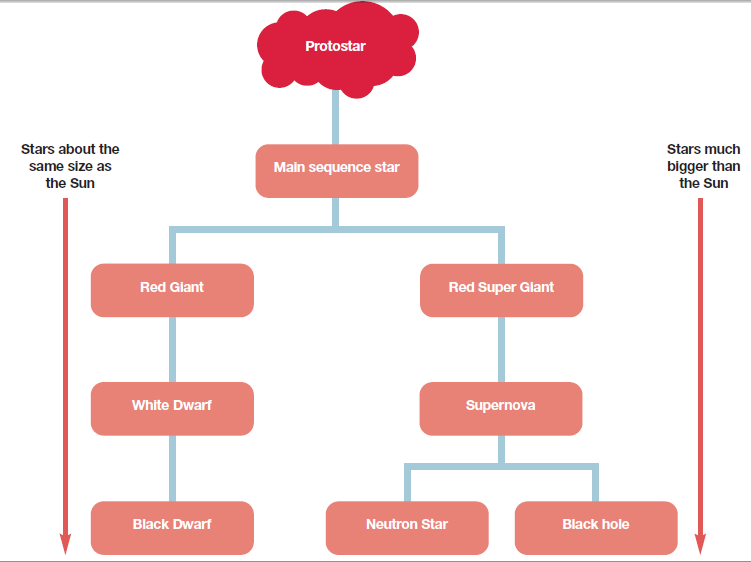 Protostar
Stars about the
same size as
the Sun
Main sequence star
Stars much
bigger than
the Sun
Red Giant
Red Super Giant
White Dwarf
Supernova
Black Dwarf
Neutron Star
Black hole